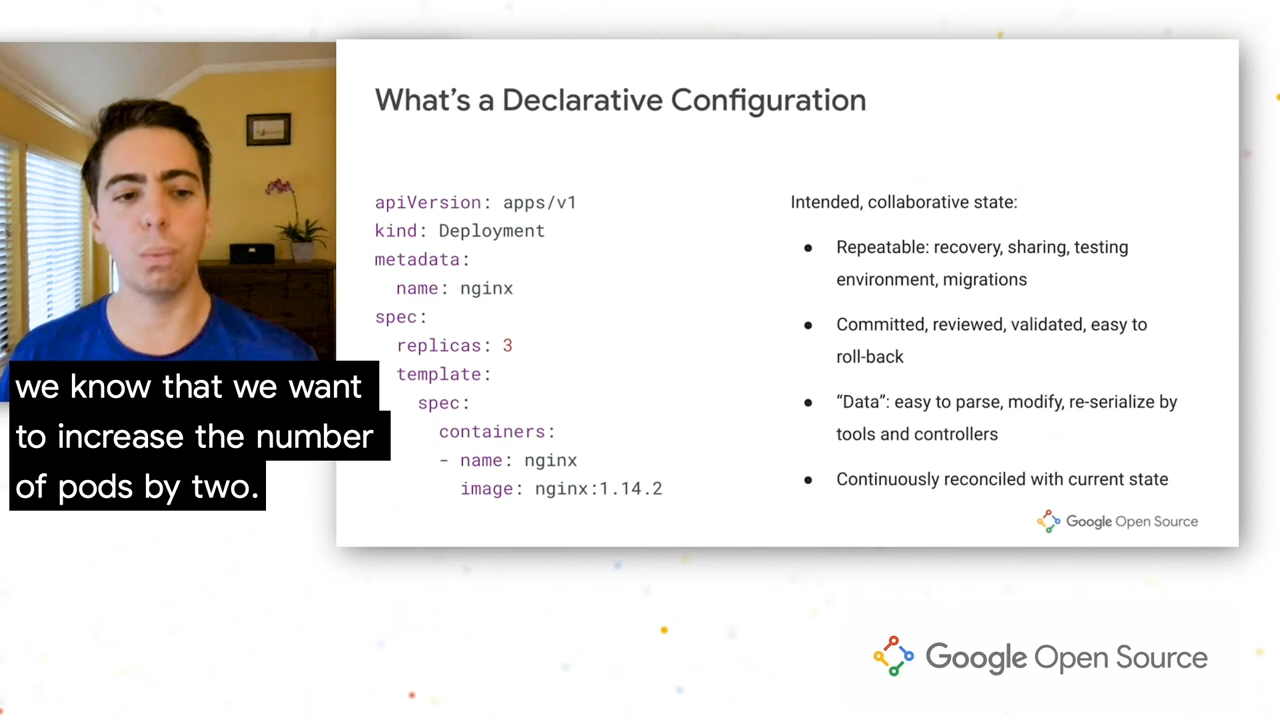 What's a Declarative Configuration
apiVersion: apps/v1
kind: Deployment
metadata:
  name: nginx
spec:
  replicas: 3
  template:
    spec:
      containers:
      - name: nginx
        image: nginx:1.14.2
Intended, collaborative state:
● Repeatable: recovery, sharing, testing
environment, migrations
● Committed, reviewed, validated, easy to
roll-back
● “Data”: easy to parse, modify, re-serialize by
tools and controllers
● Continuously reconciled with current state
Google Open Source
we know that we want
to increase the number
of pods by two.
Google Open Source